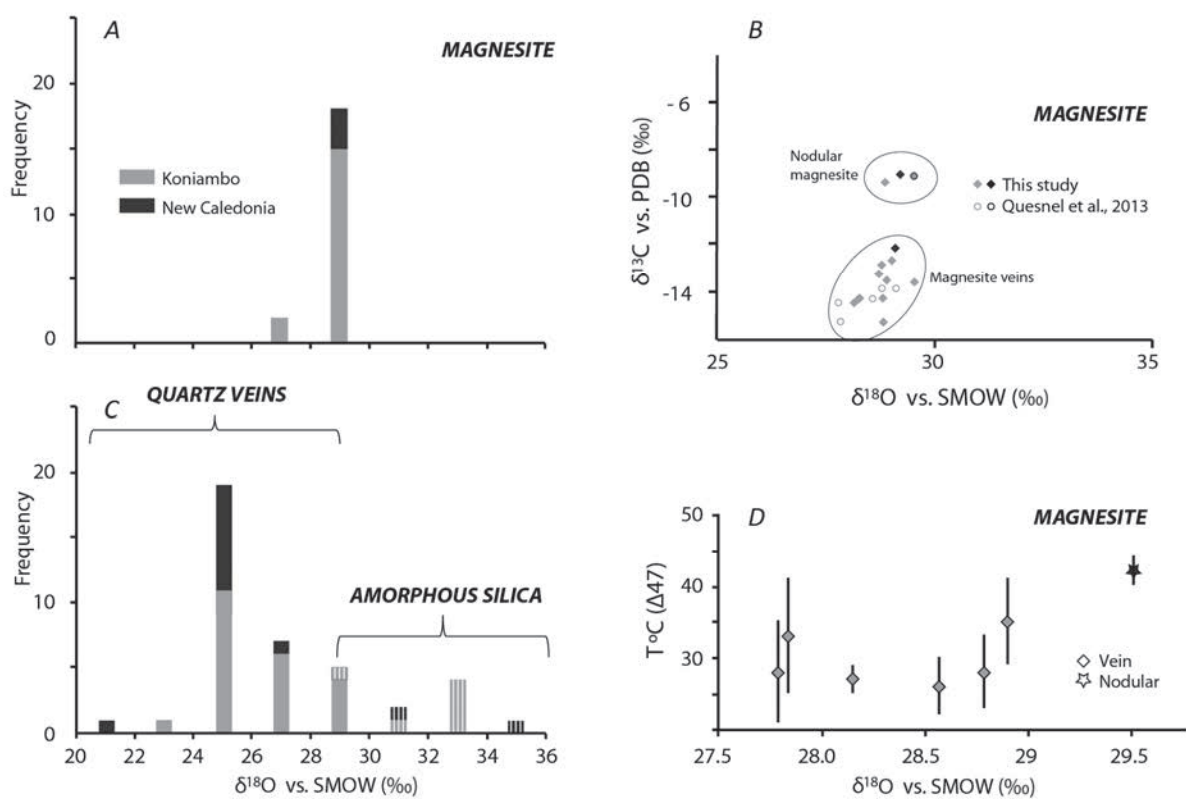 A
MAGNESITE
Frequency
20
10
0
Koniambo
New Caledonia
B
MAGNESITE
δ¹³C vs. PDB (‰)
- 6
-10
-14
Nodular
magnesite
This study
Quesnel et al., 2013
Magnesite veins
25
30
35
δ¹⁸O vs. SMOW (‰)
QUARTZ VEINS
C
AMORPHOUS SILICA
Frequency
20
10
0
20 22 24 26 28 30 32 34 36
δ¹⁸O vs. SMOW (‰)
D
MAGNESITE
T°C (Δ47)
50
40
30
Vein
Nodular
27.5 28.0 28.5 29 29.5
δ¹⁸O vs. SMOW (‰)